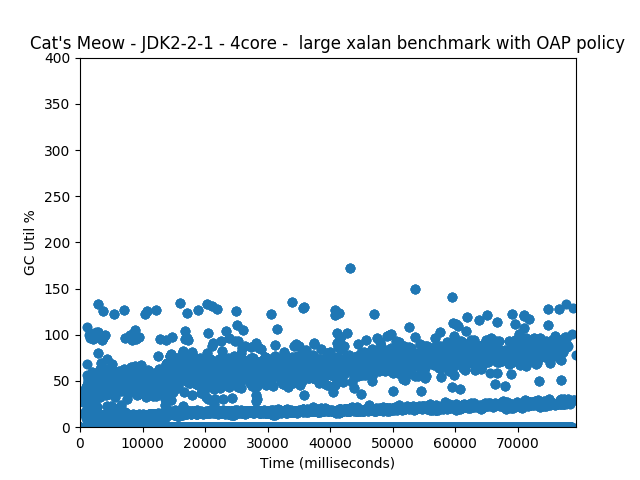 Cat's Meow - JDK2-2-1 - 4core -  large xalan benchmark with OAP policy
400
350
300
250
200
150
100
50
0
GC Util %
0 10000 20000 30000 40000 50000 60000 70000
Time (milliseconds)